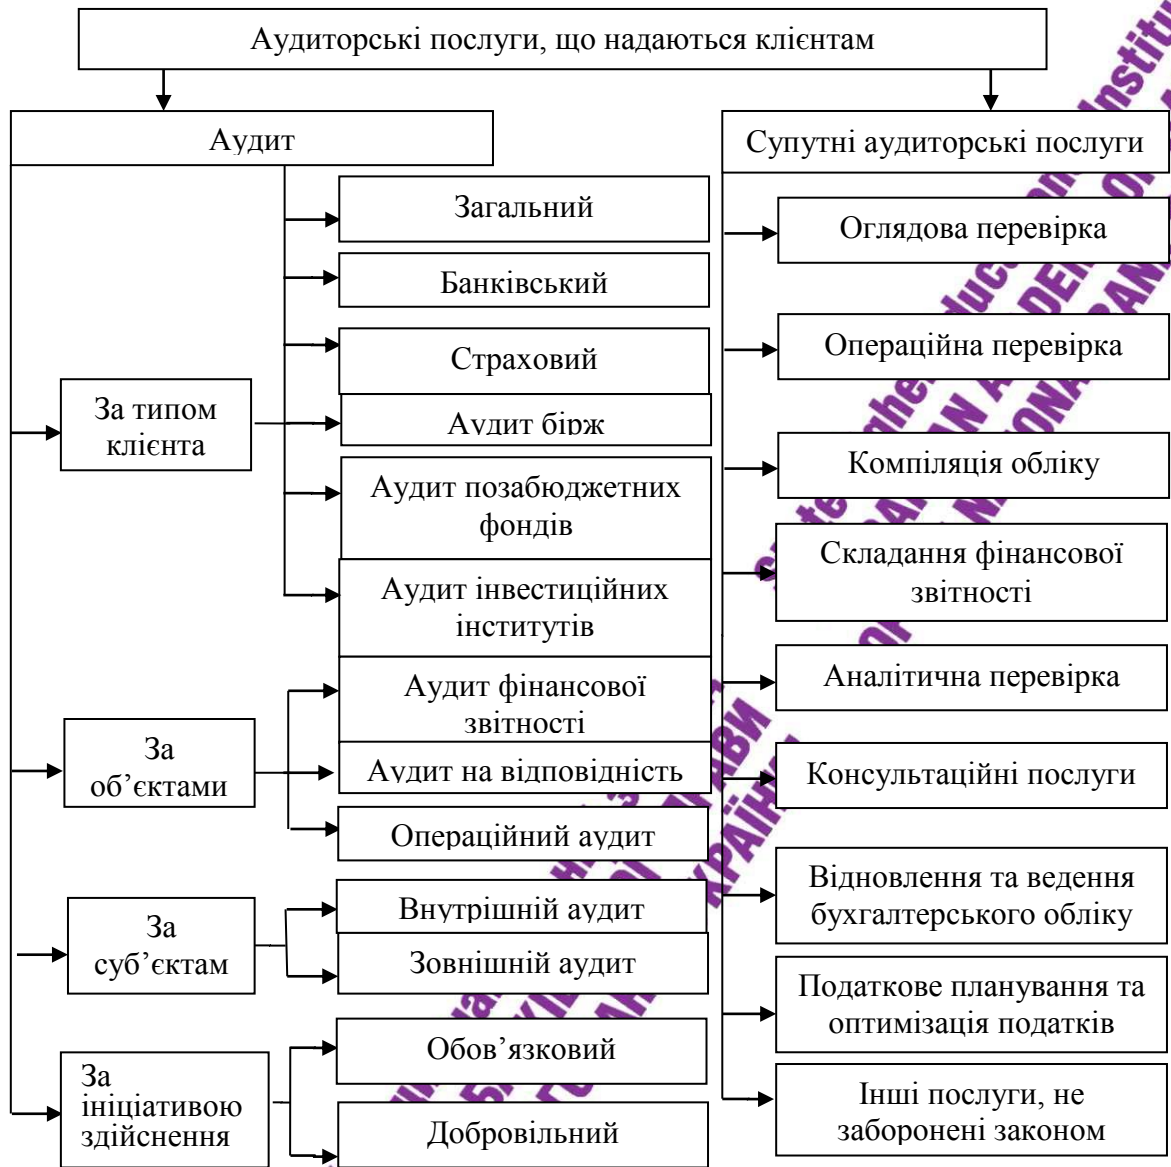 Аудиторські послуги, що надаються клієнтам
Аудит
Загальний
Банківський
Страховий
За типом
клієнта
Аудит бірж
Аудит позабюджетних
фондів
Аудит інвестиційних
інститутів
Аудит фінансової
звітності
За
об’єктами
Аудит на відповідність
Операційний аудит
За
суб’єктам
Внутрішній аудит
Зовнішній аудит
За
ініціативою
здійснення
Обов’язковий
Добровільний
Супутні аудиторські послуги
Оглядова перевірка
Операційна перевірка
Компіляція обліку
Складання фінансової
звітності
Аналітична перевірка
Консультаційні послуги
Відновлення та ведення
бухгалтерського обліку
Податкове планування та
оптимізація податків
Інші послуги, не
заборонені законом